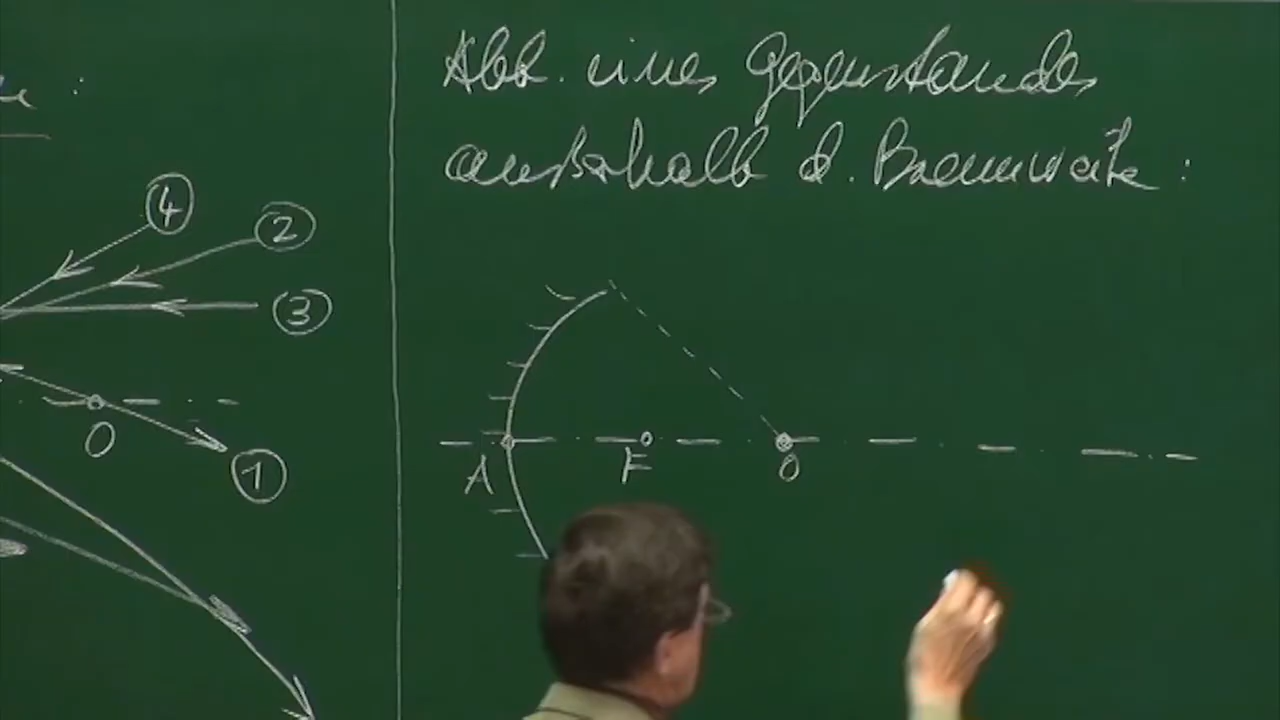 :
Abb. eines Gegenstandes
außerhalb d. Brennweite :
4
2
3
O
1
A
F
O